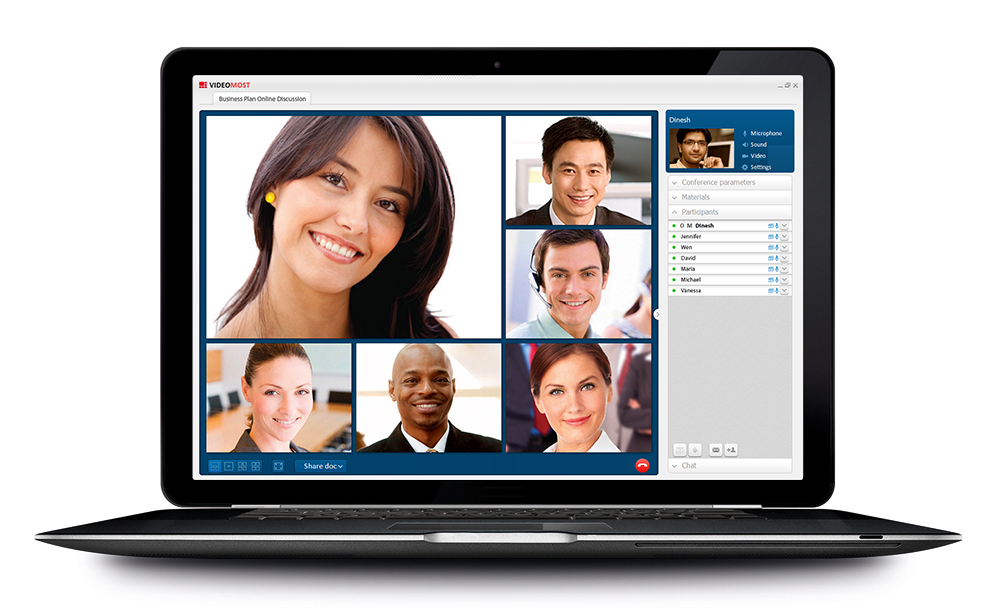 VIDEOMOST
Business Plan Online Discussion
Dinesh
Microphone
Sound
Video
Settings
Conference parameters
Materials
Participants
O M Dinesh
Jennifer
Wen
David
Maria
Michael
Vanessa
Share doc
Chat